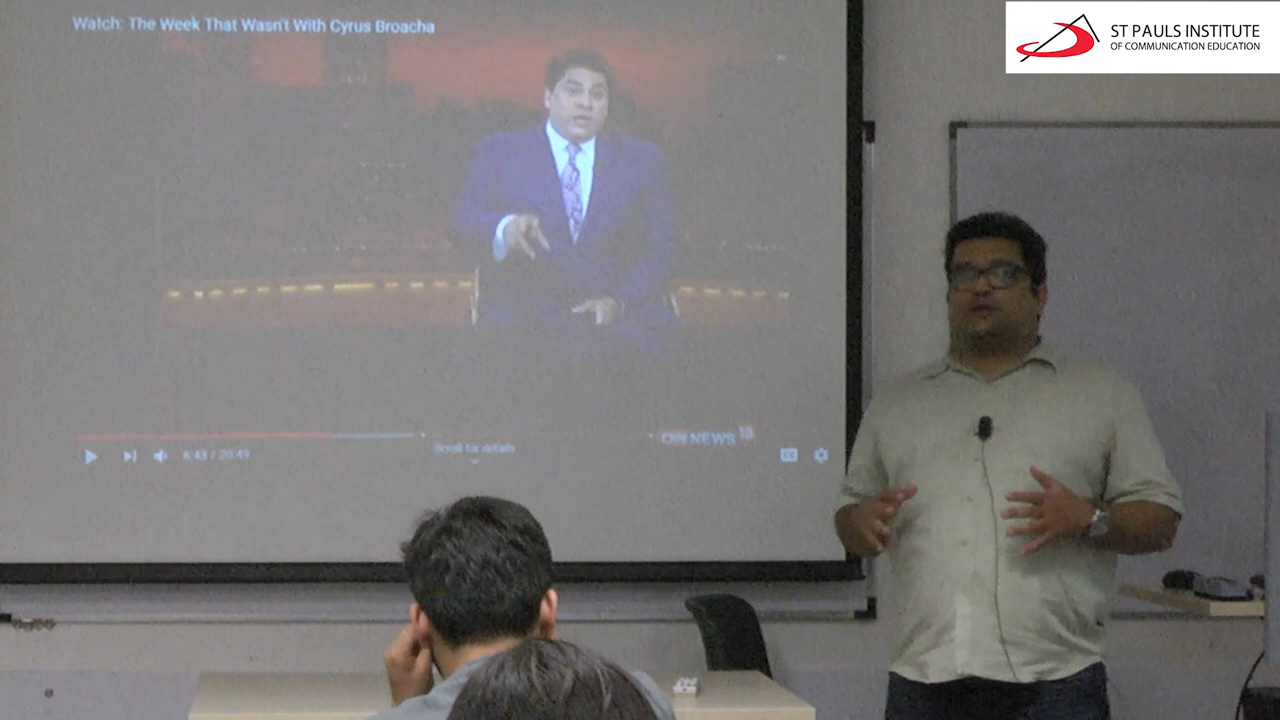 Watch: The Week That Wasn't With Cyrus Broacha
ST PAULS INSTITUTE
OF COMMUNICATION EDUCATION
CNN NEWS 18
6:43 / 20:49
Scroll for details